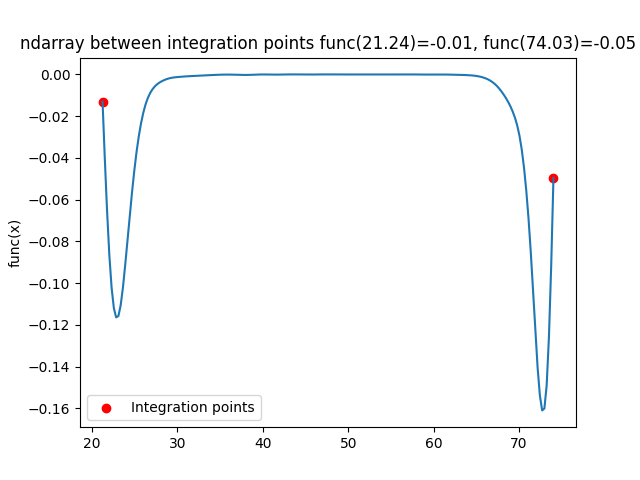 ndarray between integration points func(21.24)=-0.01, func(74.03)=-0.05
0.00
−0.02
−0.04
−0.06
−0.08
−0.10
−0.12
−0.14
−0.16
func(x)
Integration points
20 30 40 50 60 70